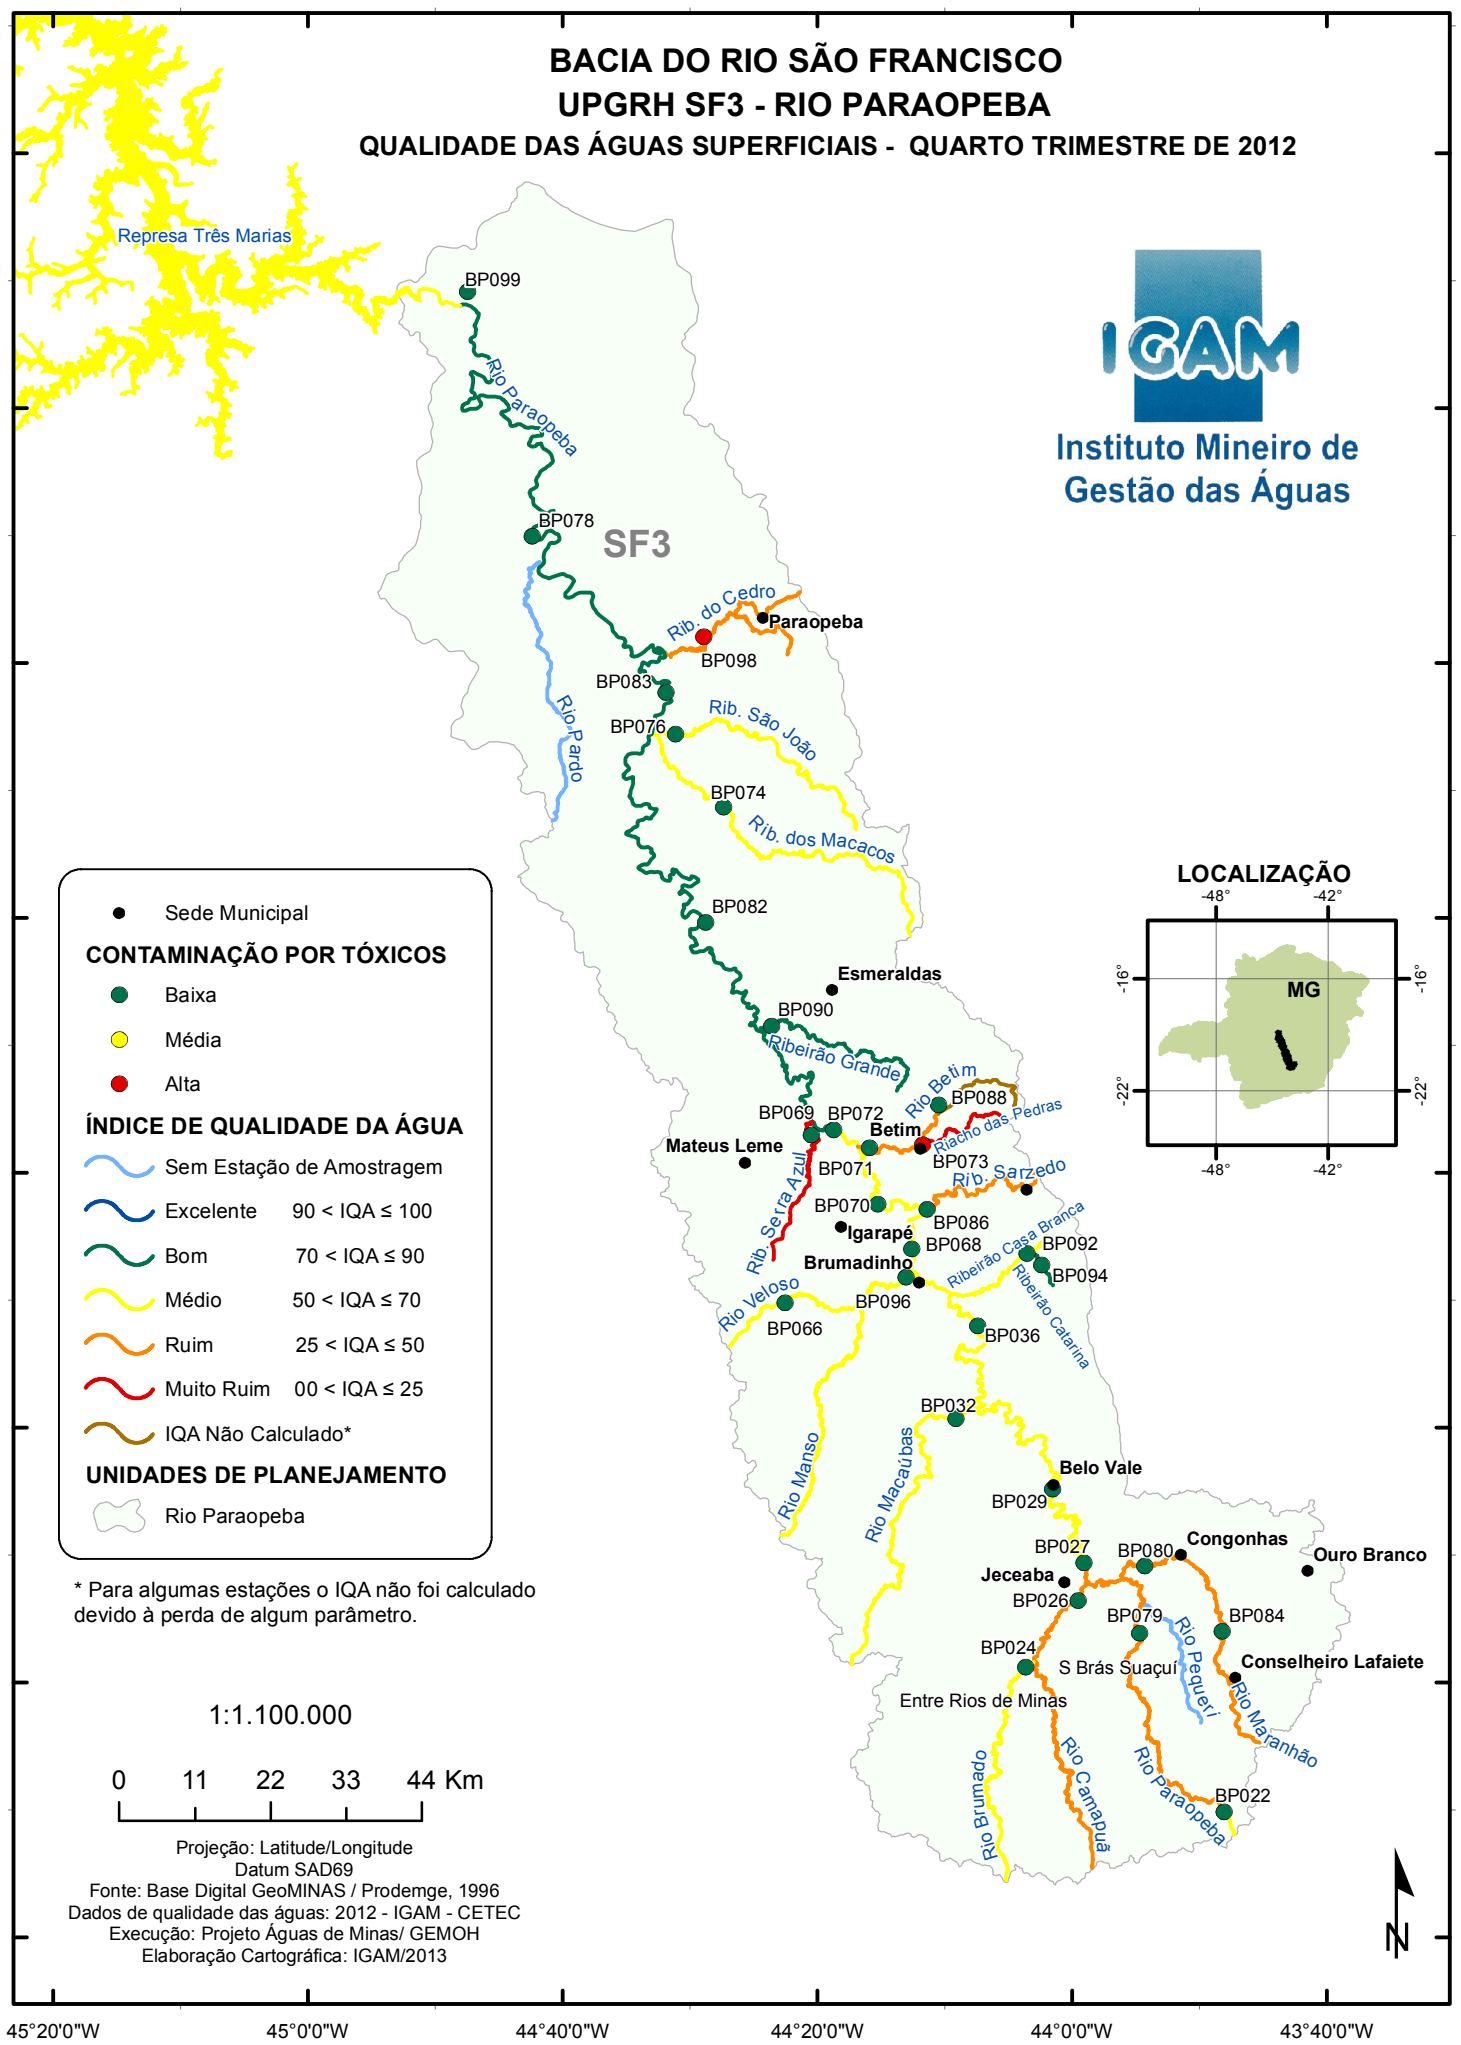 BACIA DO RIO SÃO FRANCISCO
UPGRH SF3 - RIO PARAOPEBA
QUALIDADE DAS ÁGUAS SUPERFICIAIS - QUARTO TRIMESTRE DE 2012
Represa Três Marias
IGAM
Instituto Mineiro de
Gestão das Águas
BP099
Rio Paraopeba
BP078
SF3
Rib. do Cedro
Paraopeba
BP098
BP083
Rio Pardo
BP076
Rib. São João
BP074
Rib. dos Macacos
BP082
Esmeraldas
BP090
Ribeirão Grande
Rio Betim
BP088
BP069
BP072
Betim
Riacho das Pedras
Mateus Leme
BP071
BP073
Rib. Sarzedo
Rib. Serra Azul
BP070
BP086
Igarapé
BP068
Ribeirão Casa Branca
BP092
Brumadinho
BP094
Ribeirão Catarina
Rio Veloso
BP066
BP096
BP036
BP032
Rio Manso
Rio Macaúbas
Belo Vale
BP029
BP027
BP080
Congonhas
Ouro Branco
Jeceaba
BP026
BP079
BP084
Rio Pequeri
BP024
S Brás Suaçuí
Conselheiro Lafaiete
Entre Rios de Minas
Rio Maranhão
Rio Brumado
Rio Camapuã
Rio Paraopeba
BP022
LOCALIZAÇÃO
-48° -42°
-16° -16°
MG
-22° -22°
-48° -42°
Sede Municipal
CONTAMINAÇÃO POR TÓXICOS
Baixa
Média
Alta
ÍNDICE DE QUALIDADE DA ÁGUA
Sem Estação de Amostragem
Excelente 90 < IQA ≤ 100
Bom 70 < IQA ≤ 90
Médio 50 < IQA ≤ 70
Ruim 25 < IQA ≤ 50
Muito Ruim 00 < IQA ≤ 25
IQA Não Calculado*
UNIDADES DE PLANEJAMENTO
Rio Paraopeba
* Para algumas estações o IQA não foi calculado
devido à perda de algum parâmetro.
1:1.100.000
0 11 22 33 44 Km
Projeção: Latitude/Longitude
Datum SAD69
Fonte: Base Digital GeoMINAS / Prodemge, 1996
Dados de qualidade das águas: 2012 - IGAM - CETEC
Execução: Projeto Águas de Minas/ GEMOH
Elaboração Cartográfica: IGAM/2013
N
45°20'0"W 45°0'0"W 44°40'0"W 44°20'0"W 44°0'0"W 43°40'0"W